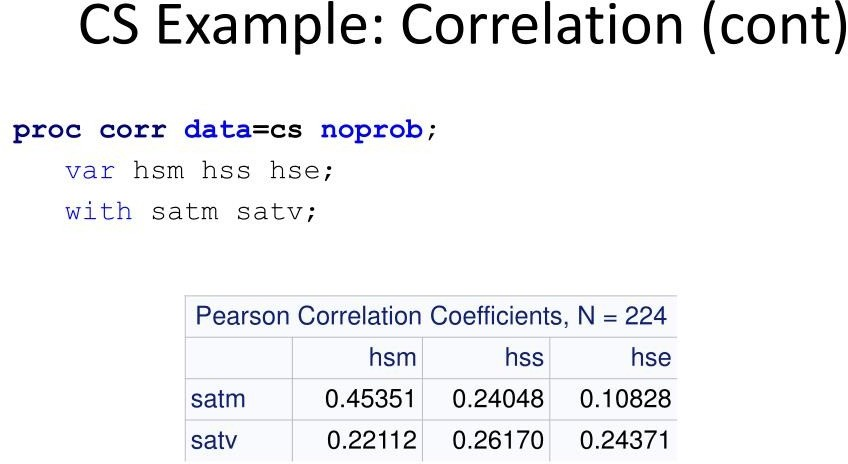 CS Example: Correlation (cont)
proc corr data=cs noprob;
var hsm hss hse;
with satm satv;
Pearson Correlation Coefficients, N = 224
hsm hss hse
satm 0.45351 0.24048 0.10828
satv 0.22112 0.26170 0.24371